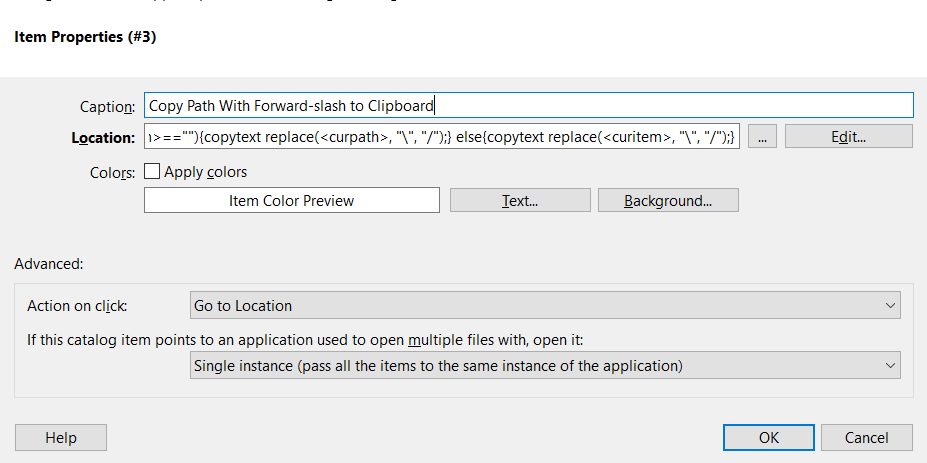 Item Properties (#3)
Caption: Copy Path With Forward-slash to Clipboard
Location: >==""){copytext replace(<curpath>, "\", "/");} else{copytext replace(<curitem>, "\", "/");} ... Edit...
Colors: Apply colors
Item Color Preview Text... Background...
Advanced:
Action on click: Go to Location
If this catalog item points to an application used to open multiple files with, open it:
Single instance (pass all the items to the same instance of the application)
Help OK Cancel